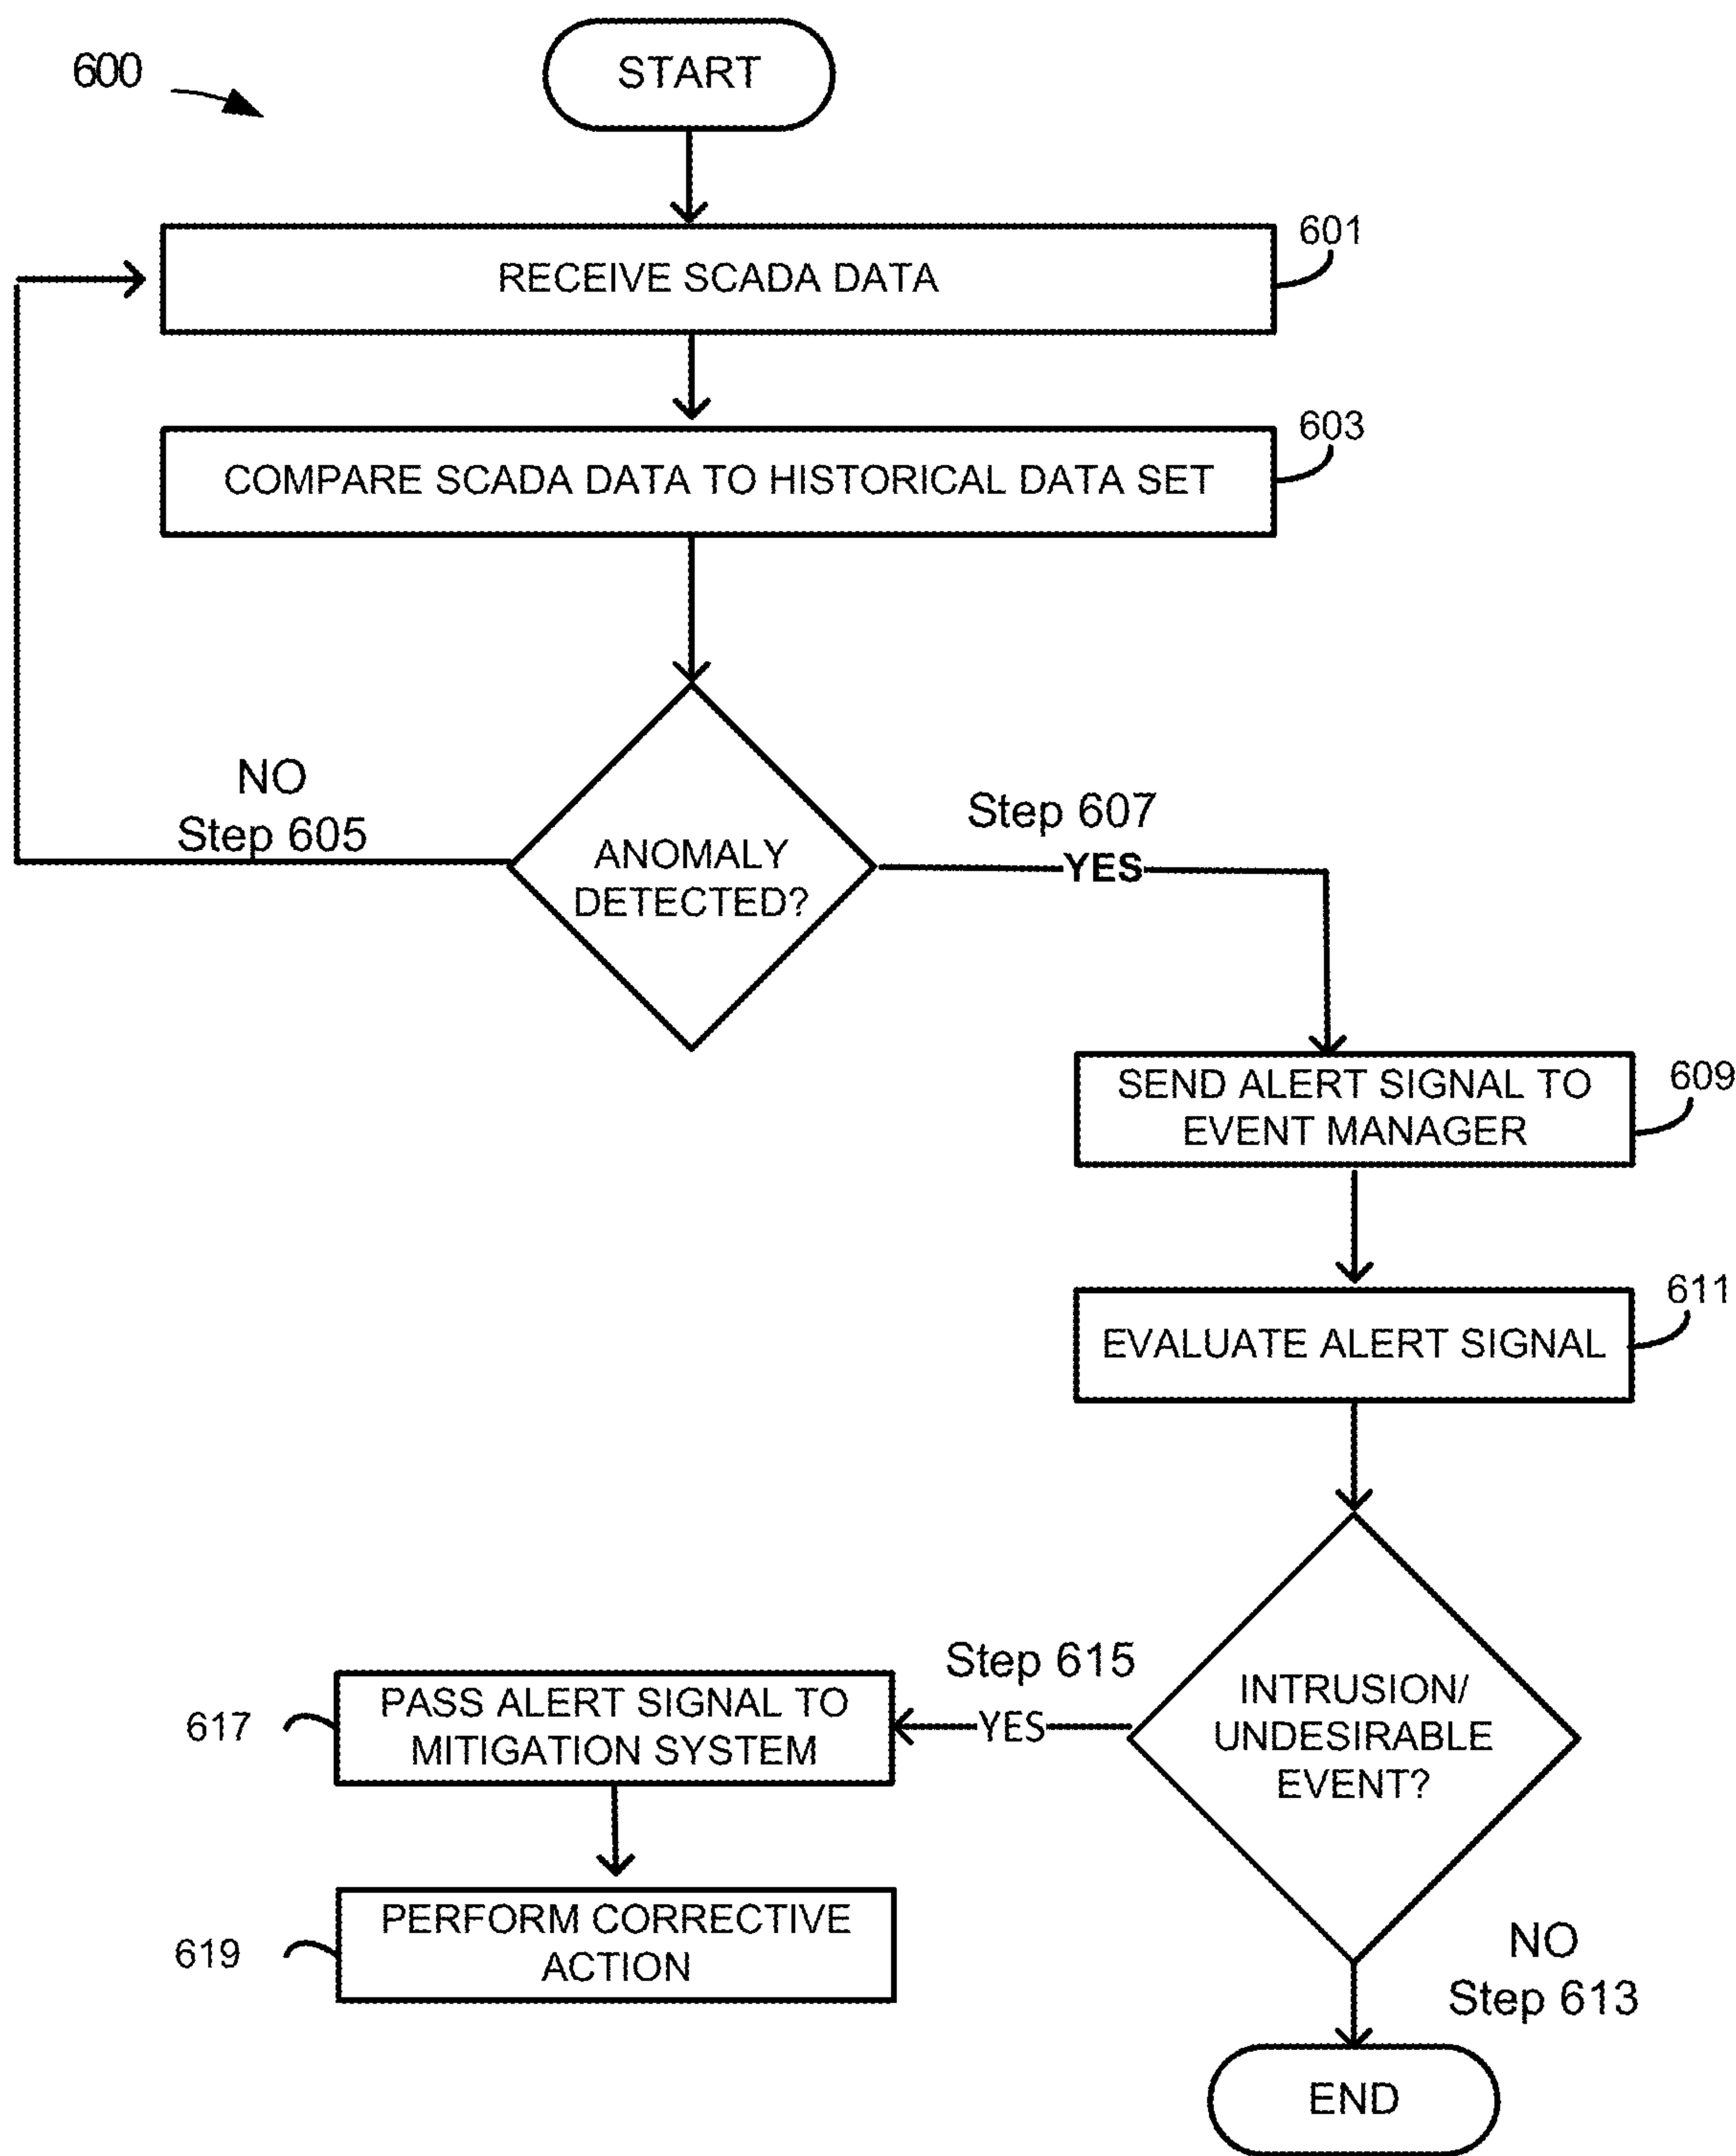 600
START
601
RECEIVE SCADA DATA
603
COMPARE SCADA DATA TO HISTORICAL DATA SET
NO
Step 605
Step 607
YES
ANOMALY
DETECTED?
SEND ALERT SIGNAL TO
EVENT MANAGER
609
611
EVALUATE ALERT SIGNAL
Step 615
YES
INTRUSION/
UNDESIRABLE
EVENT?
617
PASS ALERT SIGNAL TO
MITIGATION SYSTEM
619
PERFORM CORRECTIVE
ACTION
NO
Step 613
END